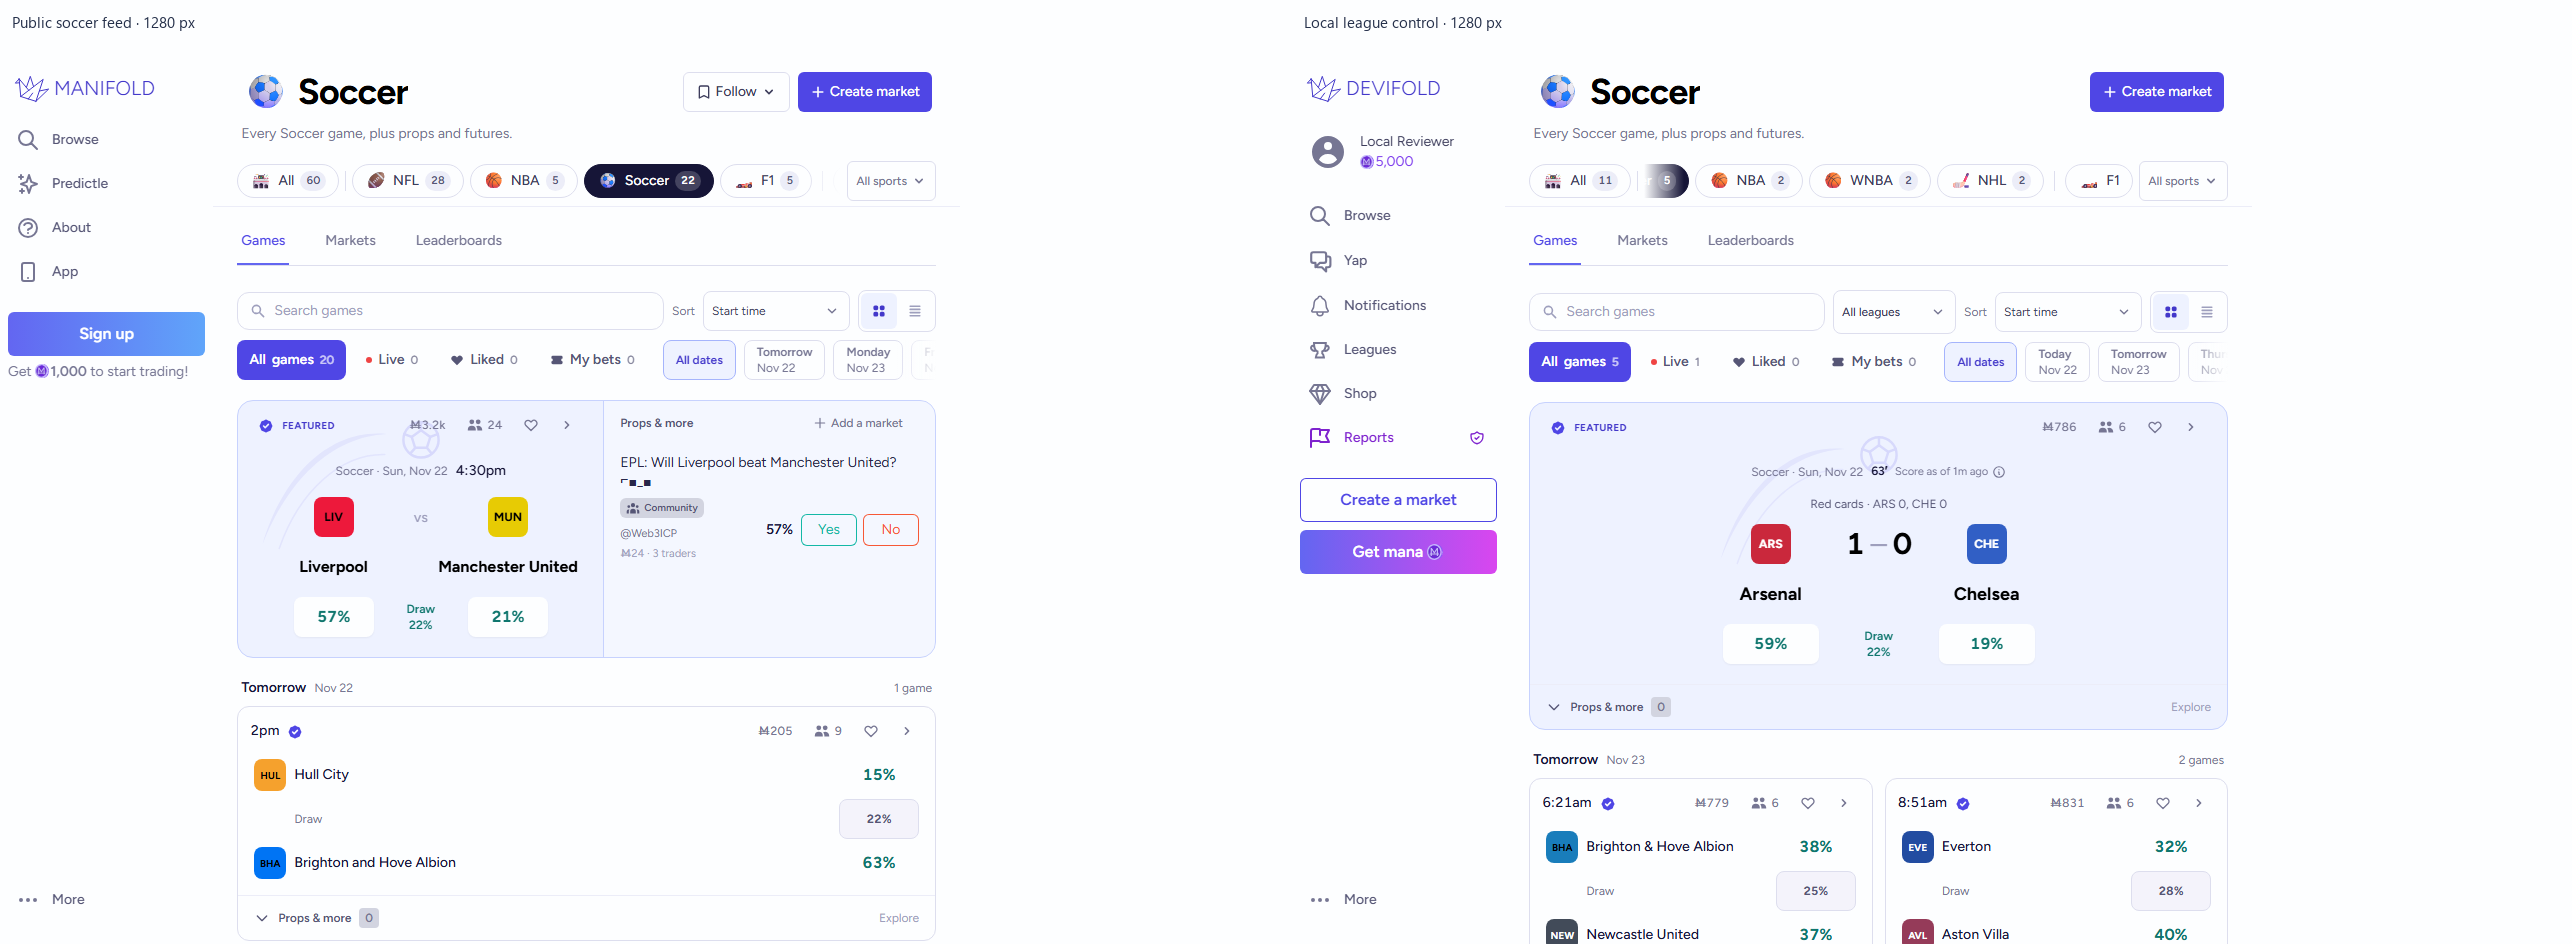 Public soccer feed · 1280 px
MANIFOLD
Browse
Predictle
About
App
Sign up
Get M1,000 to start trading!
More
Soccer
Follow
Create market
Every Soccer game, plus props and futures.
All 60
NFL 28
NBA 5
Soccer 22
F1 5
All sports
Games
Markets
Leaderboards
Search games
Sort
Start time
All games 20
Live 0
Liked 0
My bets 0
All dates
Tomorrow
Nov 22
Monday
Nov 23
FEATURED
M3.2k
24
Soccer · Sun, Nov 22 4:30pm
LIV
vs
MUN
Liverpool
Manchester United
57%
Draw
22%
21%
Props & more
Add a market
EPL: Will Liverpool beat Manchester United?
Community
@Web3ICP
M24 · 3 traders
57%
Yes
No
Tomorrow Nov 22
1 game
2pm
M205
9
HUL
Hull City
15%
Draw
22%
BHA
Brighton and Hove Albion
63%
Props & more 0
Explore
Local league control · 1280 px
DEVIFOLD
Local Reviewer
M5,000
Browse
Yap
Notifications
Leagues
Shop
Reports
Create a market
Get mana M
More
Soccer
Create market
Every Soccer game, plus props and futures.
All 11
r 5
NBA 2
WNBA 2
NHL 2
F1
All sports
Games
Markets
Leaderboards
Search games
All leagues
Sort
Start time
All games 5
Live 1
Liked 0
My bets 0
All dates
Today
Nov 22
Tomorrow
Nov 23
Thu
Nov
FEATURED
M786
6
Soccer · Sun, Nov 22 63' Score as of 1m ago
Red cards · ARS 0, CHE 0
ARS
1 — 0
CHE
Arsenal
Chelsea
59%
Draw
22%
19%
Props & more 0
Explore
Tomorrow Nov 23
2 games
6:21am
M779
6
BHA
Brighton & Hove Albion
38%
Draw
25%
NEW
Newcastle United
37%
8:51am
M831
6
EVE
Everton
32%
Draw
28%
AVL
Aston Villa
40%